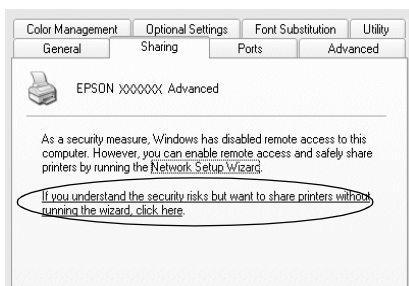 Color Management Optional Settings Font Substitution Utility
General Sharing Ports Advanced
EPSON XXXXXX Advanced
As a security measure, Windows has disabled remote access to this
computer. However, you can enable remote access and safely share
printers by running the Network Setup Wizard.
If you understand the security risks but want to share printers without
running the wizard, click here.